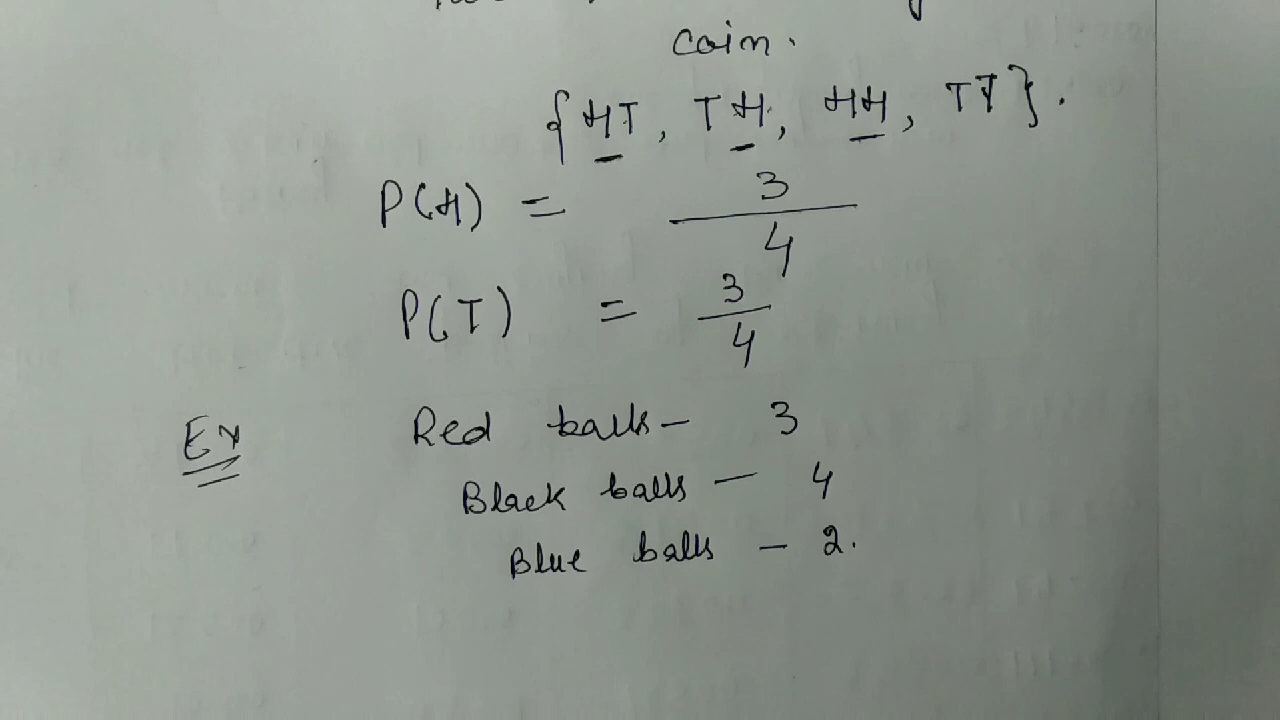 coin.
{HT, TH, HH, TT}.
P(H) = 3/4
P(T) = 3/4
Ex Red balls - 3
Black balls - 4
Blue balls - 2.